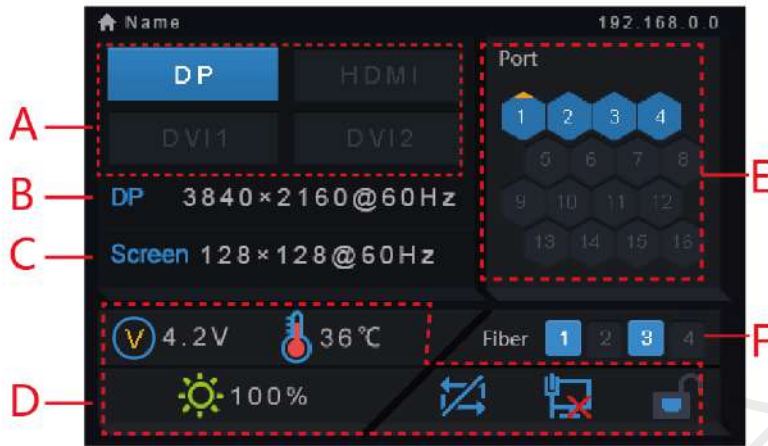 Name 192.168.0.0
DP HDMI
DVI1 DVI2
A
B DP 3840×2160@60Hz
C Screen 128×128@60Hz
Port
1 2 3 4
5 6 7 8
9 10 11 12
13 14 15 16
E
V 4.2V 36℃
Fiber 1 2 3 4
F
D 100%